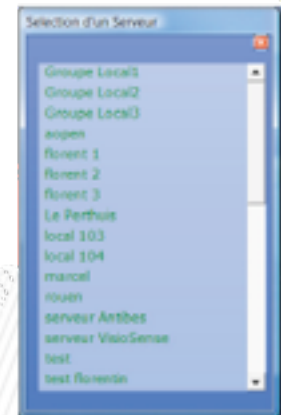 Selection d'un Serveur
Groupe Local1
Groupe Local2
Groupe Local3
aopen
florent 1
florent 2
florent 3
Le Perthuis
local 103
local 104
marcel
rouen
serveur Antibes
serveur VisioSense
test
test florentin